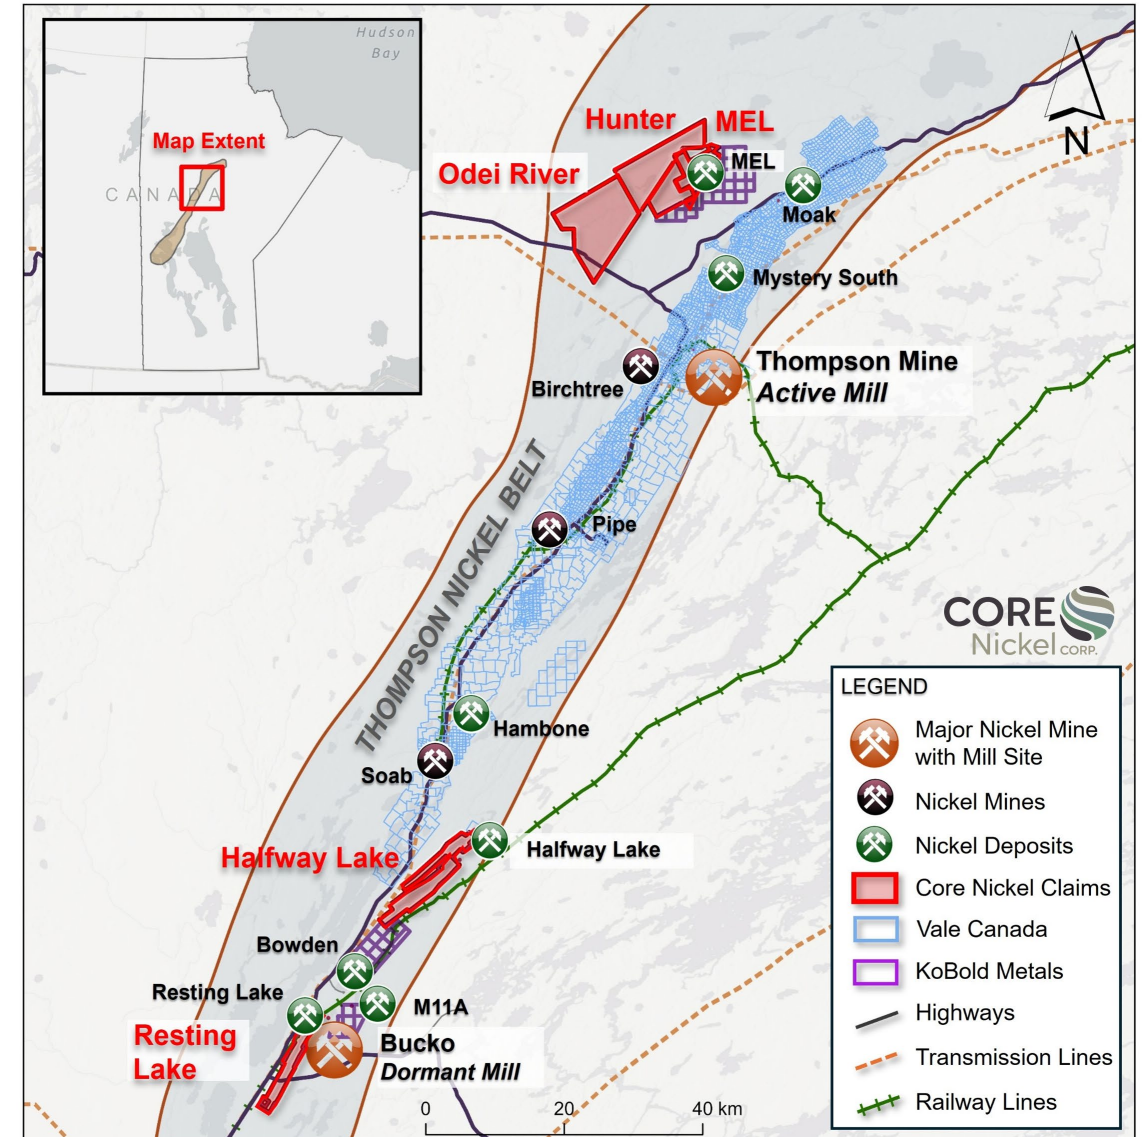 Hudson
Bay
Map Extent
CANADA
Hunter
MEL
Odei River
MEL
Moak
Mystery South
N
Birchtree
Thompson Mine
Active Mill
THOMPSON NICKEL BELT
Pipe
Hambone
Soab
Halfway Lake
Halfway Lake
Bowden
Resting Lake
M11A
Resting
Lake
Bucko
Dormant Mill
0 20 40 km
CORE
Nickel CORP.
LEGEND
Major Nickel Mine
with Mill Site
Nickel Mines
Nickel Deposits
Core Nickel Claims
Vale Canada
KoBold Metals
Highways
Transmission Lines
Railway Lines